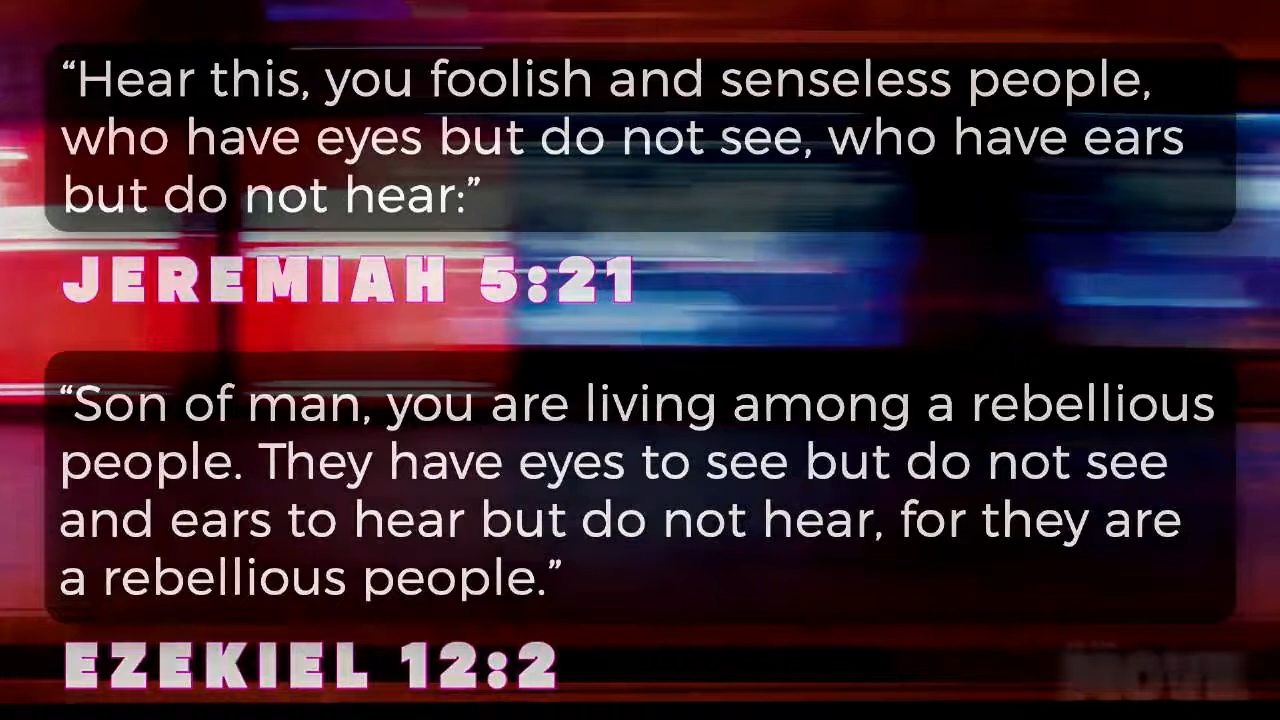 “Hear this, you foolish and senseless people,
who have eyes but do not see, who have ears
but do not hear:”
JEREMIAH 5:21
“Son of man, you are living among a rebellious
people. They have eyes to see but do not see
and ears to hear but do not hear, for they are
a rebellious people.”
EZEKIEL 12:2